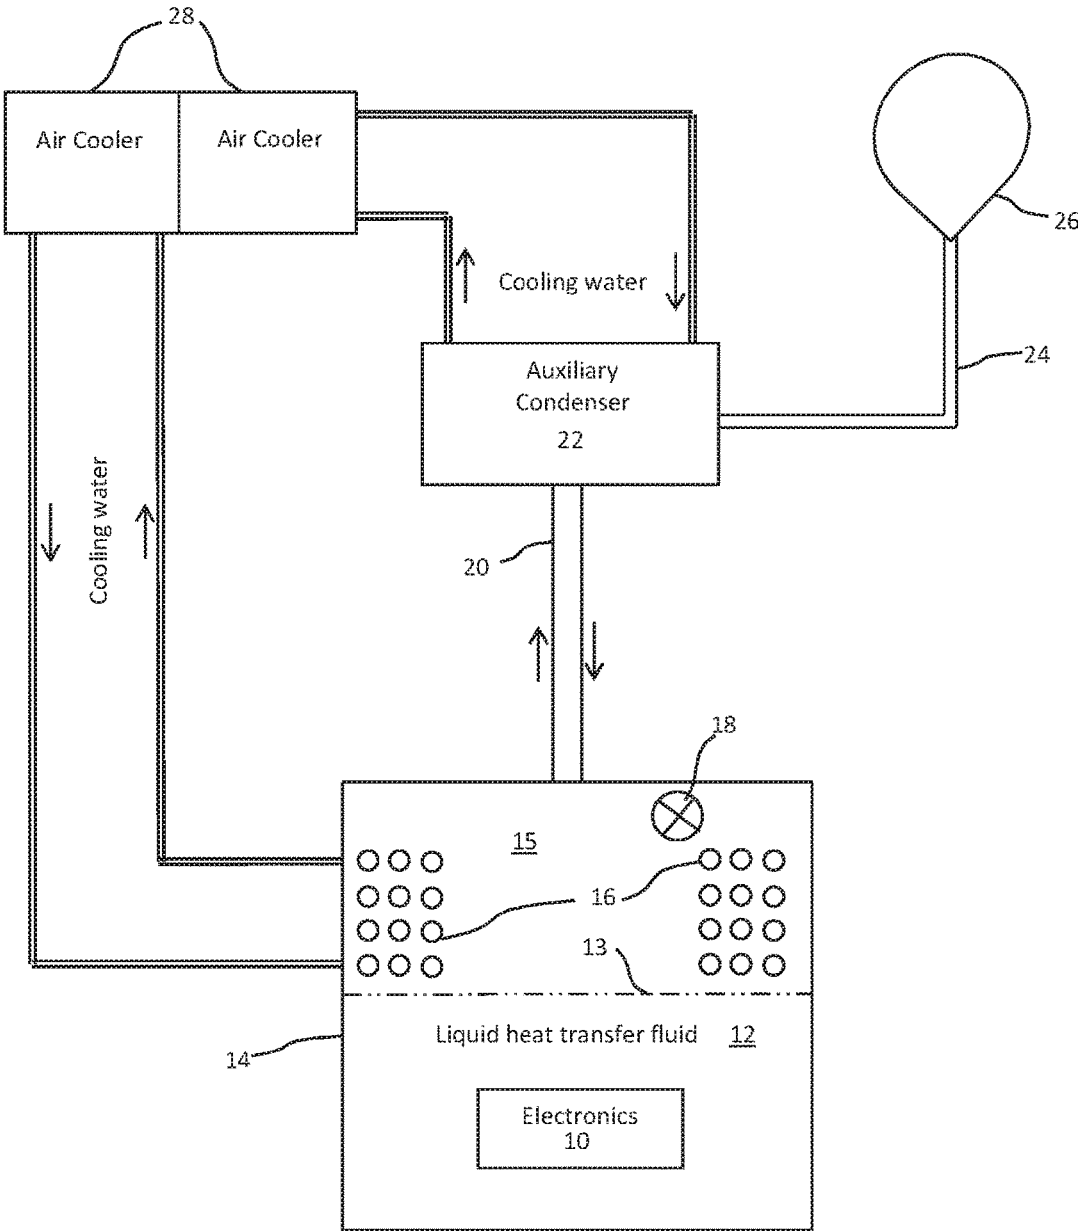 28
Air Cooler
Air Cooler
26
Cooling water
24
Auxiliary
Condenser
22
Cooling water
20
18
15
16
13
Liquid heat transfer fluid 12
14
Electronics
10